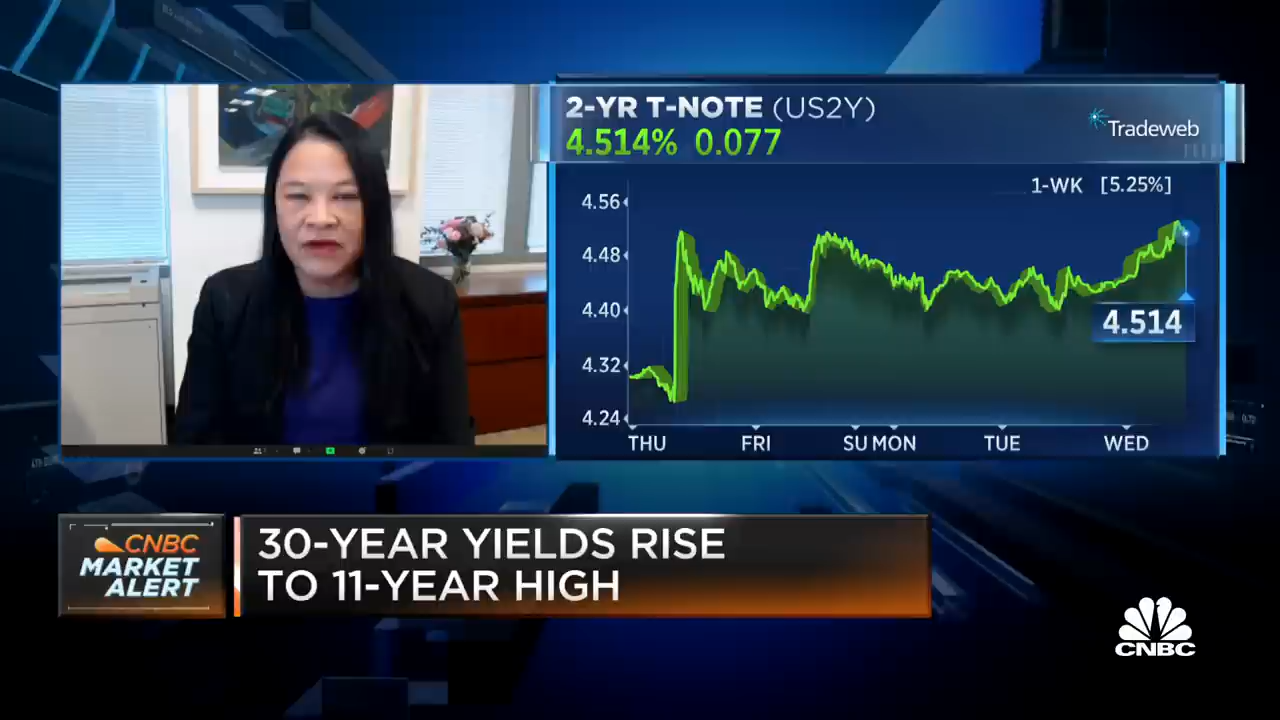 2-YR T-NOTE (US2Y)
4.514% 0.077
Tradeweb
1-WK [5.25%]
4.56
4.48
4.40
4.32
4.24
4.514
THU FRI SU MON TUE WED
CNBC
MARKET
ALERT
30-YEAR YIELDS RISE
TO 11-YEAR HIGH
CNBC